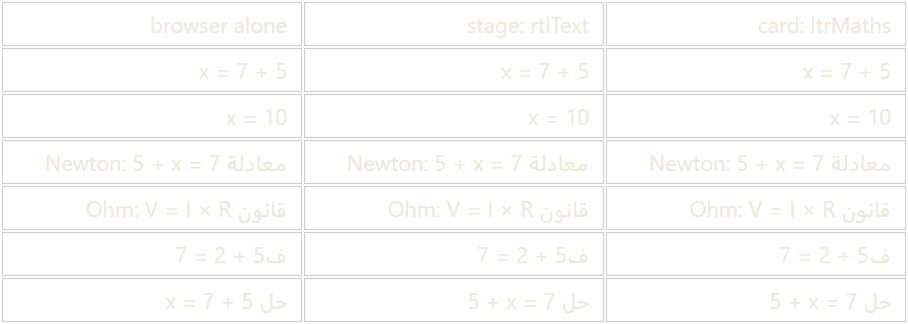 browser alone	stage: rtlText	card: ltrMaths
x = 7 + 5	x = 7 + 5	x = 7 + 5
x = 10	x = 10	x = 10
معادلة Newton: 5 + x = 7	معادلة Newton: 5 + x = 7	معادلة Newton: 5 + x = 7
قانون Ohm: V = I × R	قانون Ohm: V = I × R	قانون Ohm: V = I × R
ف5 + 2 = 7	ف5 + 2 = 7	ف5 + 2 = 7
حل 5 + x = 7	حل 5 + x = 7	حل 5 + x = 7